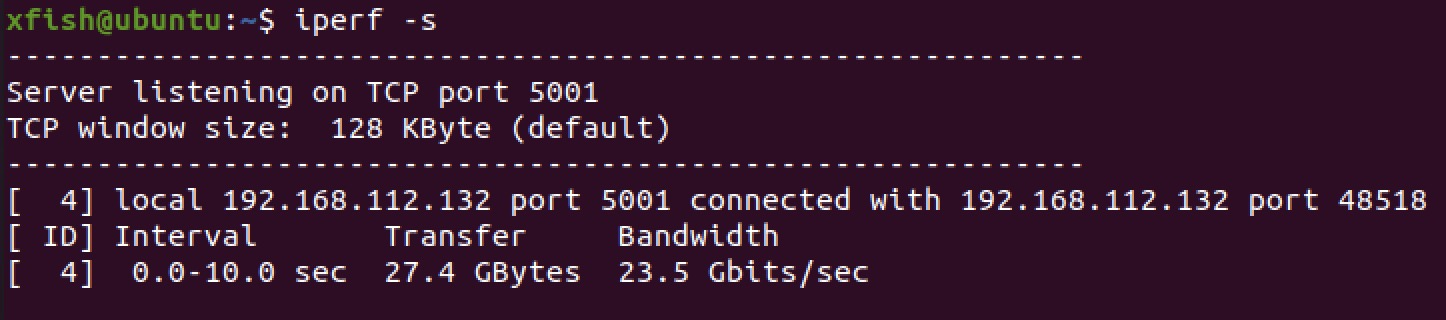 xfish@ubuntu:~$ iperf -s
------------------------------------------------------------
Server listening on TCP port 5001
TCP window size:  128 KByte (default)
------------------------------------------------------------
[  4] local 192.168.112.132 port 5001 connected with 192.168.112.132 port 48518
[ ID] Interval       Transfer     Bandwidth
[  4]  0.0-10.0 sec  27.4 GBytes  23.5 Gbits/sec